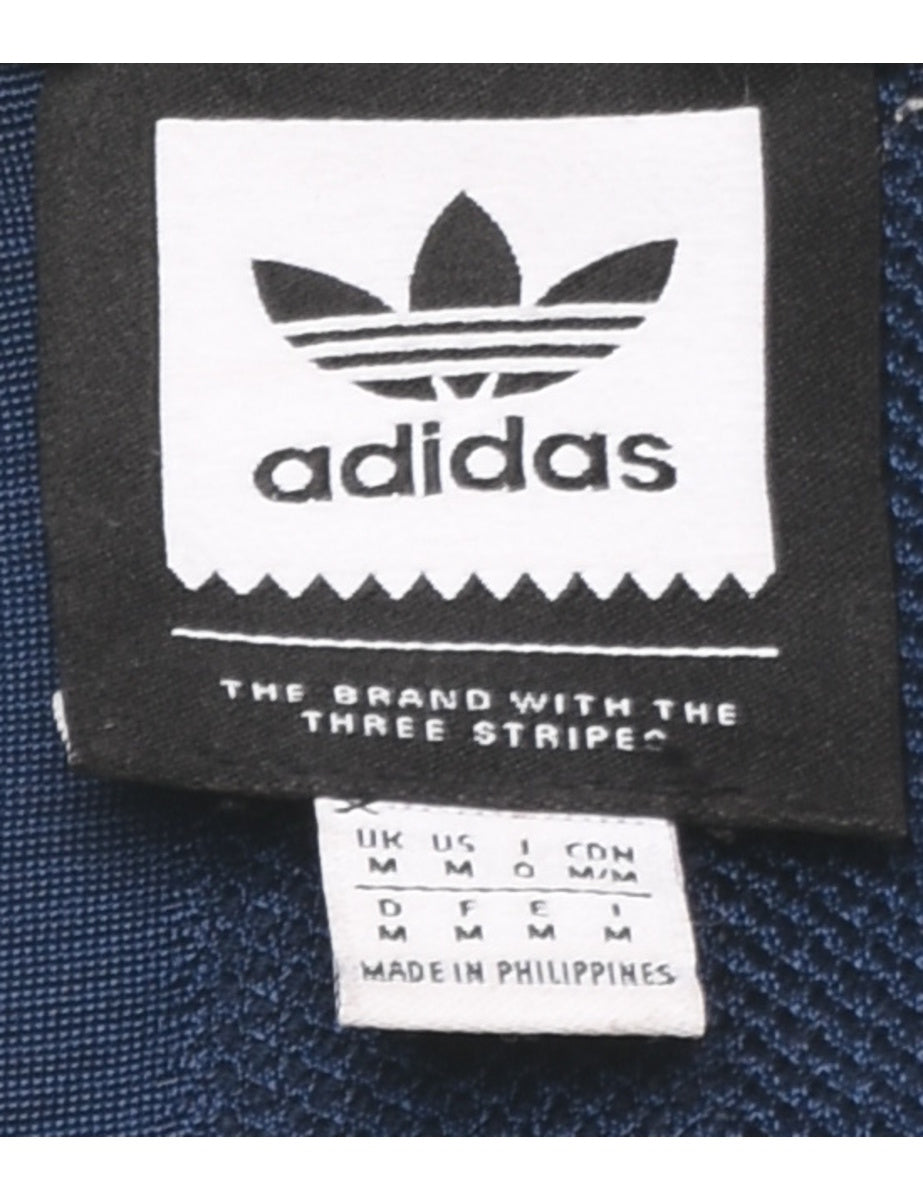 adidas
THE BRAND WITH THE
THREE STRIPES
UK US J CDN
M M O M/M
D F E I
M M M M
MADE IN PHILIPPINES